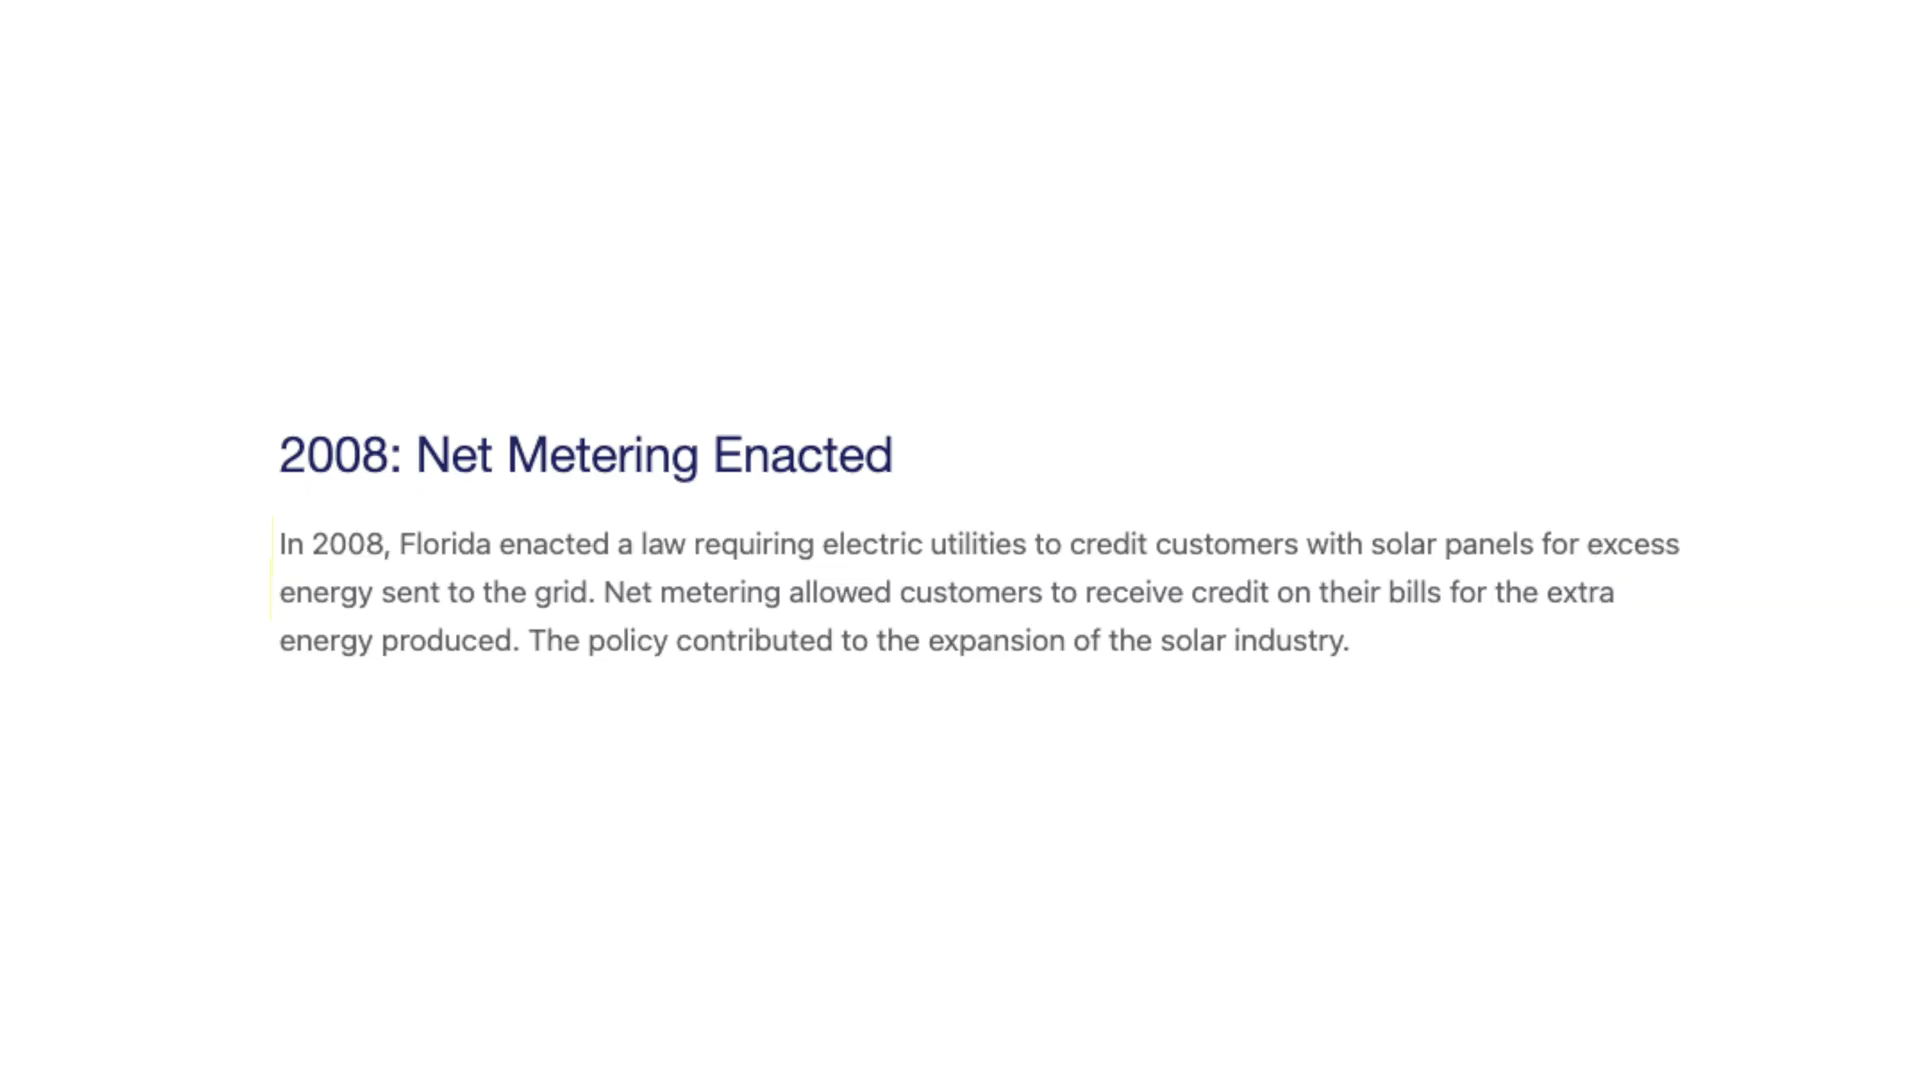 2008: Net Metering Enacted
In 2008, Florida enacted a law requiring electric utilities to credit customers with solar panels for excess
energy sent to the grid. Net metering allowed customers to receive credit on their bills for the extra
energy produced. The policy contributed to the expansion of the solar industry.